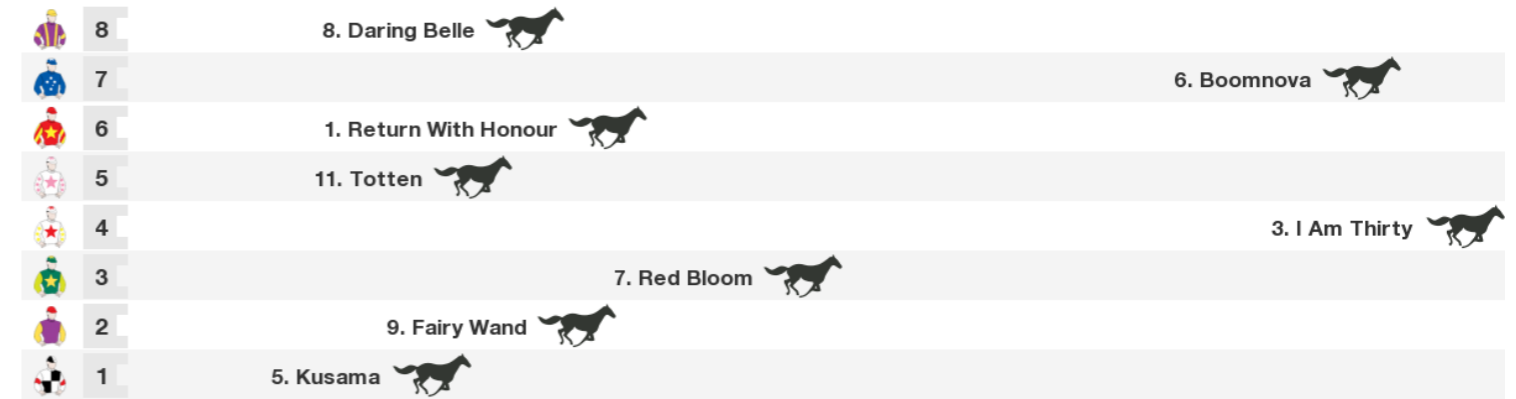 8 8. Daring Belle
7 6. Boomnova
6 1. Return With Honour
5 11. Totten
4 3. I Am Thirty
3 7. Red Bloom
2 9. Fairy Wand
1 5. Kusama